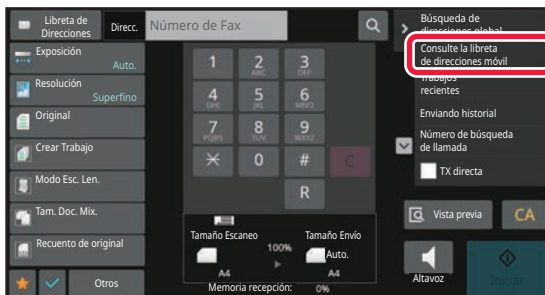 Libreta de
Direcciones
Direcc.
Número de Fax
Exposición
Auto.
Resolución
Superfino
Original
Crear Trabajo
Modo Esc. Len.
Tam. Doc. Mix.
Recuento de original
Otros
1
2
ABC
3
DEF
4
GHI
5
JKL
6
MNO
7
PQRS
8
TUV
9
WXYZ
0
#
C
R
Tamaño Escaneo
100%
Tamaño Envío
Auto.
A4
A4
Memoria recepción:
0%
Búsqueda de
direcciones global
Consulte la libreta
de direcciones móvil
Trabajos
recientes
Enviando historial
Número de búsqueda
de llamada
TX directa
Vista previa
CA
Altavoz
Iniciar